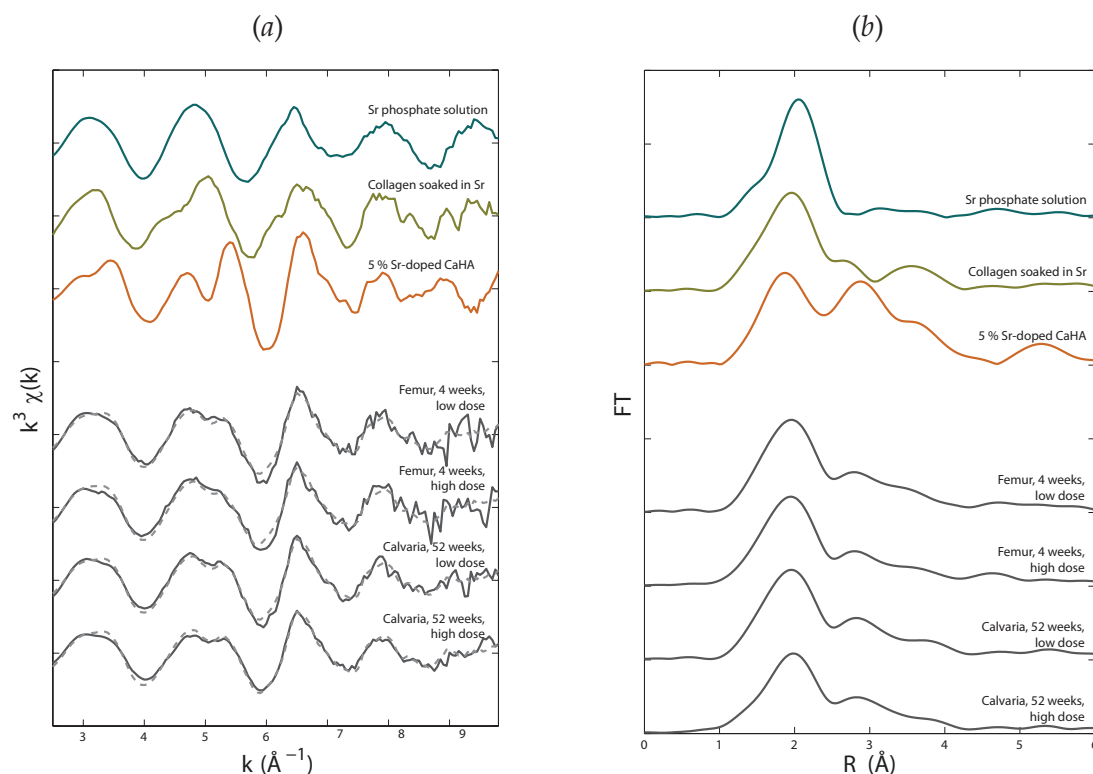 (a)
Sr phosphate solution
Collagen soaked in Sr
5 % Sr-doped CaHA
Femur, 4 weeks,
low dose
Femur, 4 weeks,
high dose
Calvaria, 52 weeks,
low dose
Calvaria, 52 weeks,
high dose
k³ χ(k)
3 4 5 6 7 8 9
k (Å ⁻¹)
(b)
Sr phosphate solution
Collagen soaked in Sr
5 % Sr-doped CaHA
Femur, 4 weeks,
low dose
Femur, 4 weeks,
high dose
Calvaria, 52 weeks,
low dose
Calvaria, 52 weeks,
high dose
FT
0 1 2 3 4 5 6
R (Å)